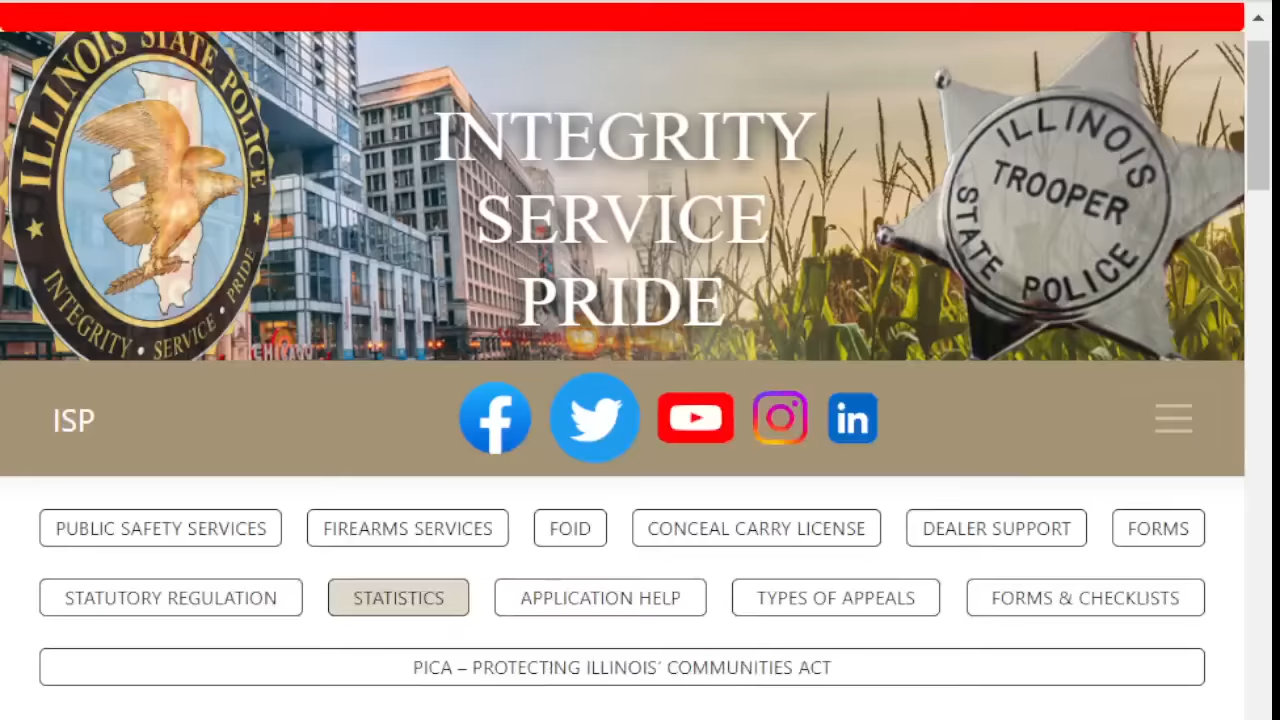 ILLINOIS STATE POLICE
INTEGRITY • SERVICE • PRIDE
INTEGRITY
SERVICE
PRIDE
ILLINOIS
TROOPER
STATE POLICE
ISP
PUBLIC SAFETY SERVICES
FIREARMS SERVICES
FOID
CONCEAL CARRY LICENSE
DEALER SUPPORT
FORMS
STATUTORY REGULATION
STATISTICS
APPLICATION HELP
TYPES OF APPEALS
FORMS & CHECKLISTS
PICA – PROTECTING ILLINOIS’ COMMUNITIES ACT